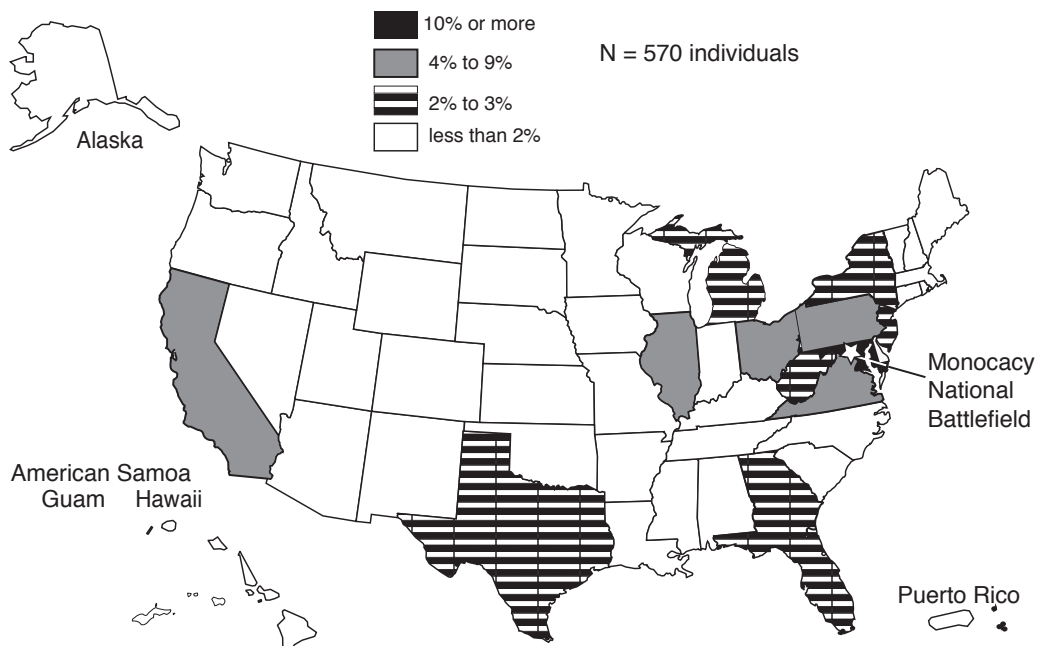 10% or more
4% to 9%
2% to 3%
less than 2%
N = 570 individuals
Alaska
Monocacy
National
Battlefield
American Samoa
Guam Hawaii
Puerto Rico